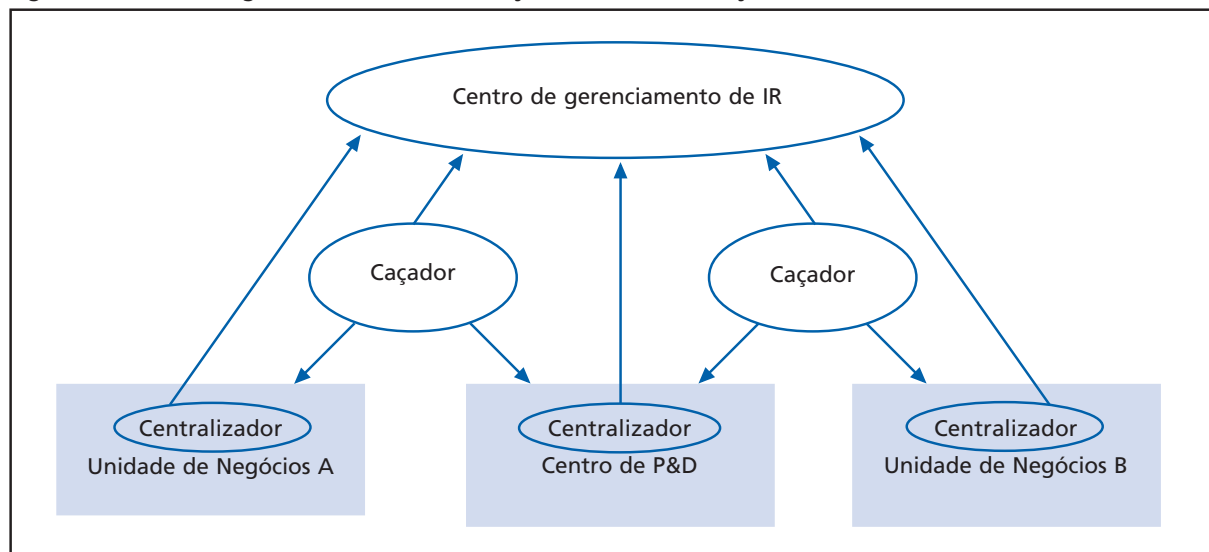 Centro de gerenciamento de IR
Caçador
Caçador
Centralizador
Centralizador
Centralizador
Unidade de Negócios A
Centro de P&D
Unidade de Negócios B